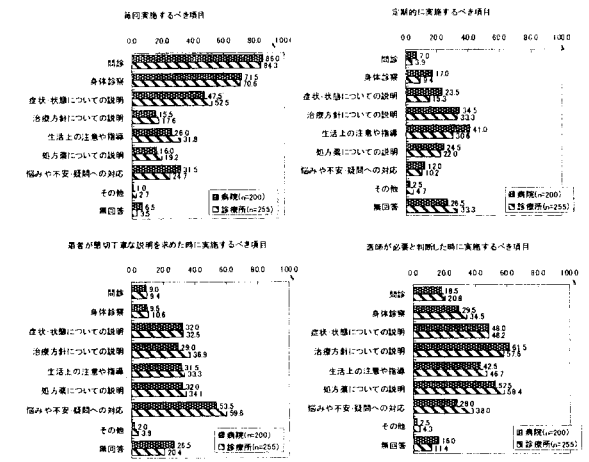 毎回実施するべき項目
0.0 20.0 40.0 60.0 80.0 100.0
問診 86.0 84.3
身体診察 71.5 70.6
症状・状態についての説明 47.5 52.5
治療方針についての説明 15.5 17.6
生活上の注意や指導 26.0 31.8
処方薬についての説明 16.0 19.2
悩みや不安・疑問への対応 31.5 24.7
その他 1.0 2.7
無回答 6.5 3.5
病院(n=200)
診療所(n=255)
定期的に実施するべき項目
0.0 20.0 40.0 60.0 80.0 100.0
問診 7.0 3.9
身体診察 17.0 9.4
症状・状態についての説明 23.5 15.3
治療方針についての説明 34.5 33.3
生活上の注意や指導 41.0 30.6
処方薬についての説明 24.5 22.0
悩みや不安・疑問への対応 12.0 10.2
その他 2.5 4.7
無回答 26.5 33.3
病院(n=200)
診療所(n=255)
患者が懇切丁寧な説明を求めた時に実施するべき項目
0.0 20.0 40.0 60.0 80.0 100.0
問診 9.0 9.4
身体診察 9.5 10.6
症状・状態についての説明 32.0 32.5
治療方針についての説明 29.0 36.9
生活上の注意や指導 31.5 33.3
処方薬についての説明 32.0 34.1
悩みや不安・疑問への対応 53.5 59.6
その他 2.0 3.9
無回答 26.5 20.4
病院(n=200)
診療所(n=255)
医師が必要と判断した時に実施するべき項目
0.0 20.0 40.0 60.0 80.0 100.0
問診 18.5 20.8
身体診察 29.5 34.5
症状・状態についての説明 48.0 48.2
治療方針についての説明 61.5 57.6
生活上の注意や指導 42.5 46.7
処方薬についての説明 52.5 58.4
悩みや不安・疑問への対応 28.0 38.0
その他 2.5 4.3
無回答 16.0 11.4
病院(n=200)
診療所(n=255)